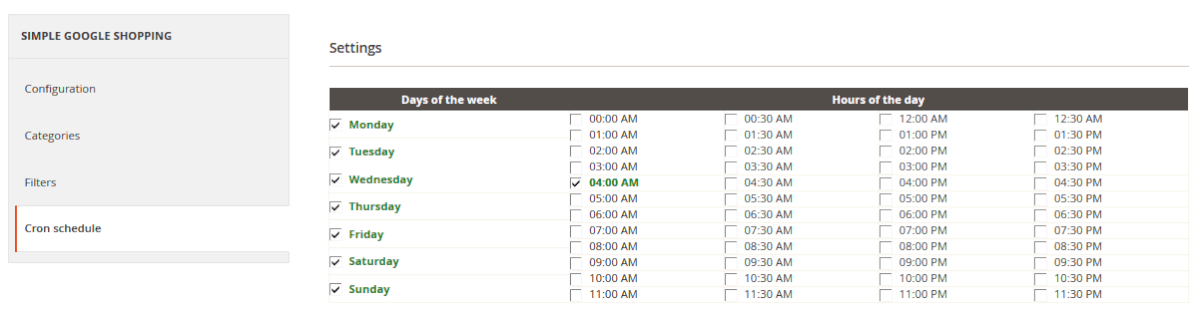 SIMPLE GOOGLE SHOPPING
Configuration
Categories
Filters
Cron schedule
Settings
Days of the week
Hours of the day
Monday
Tuesday
Wednesday
Thursday
Friday
Saturday
Sunday
00:00 AM 00:30 AM 12:00 AM 12:30 AM
01:00 AM 01:30 AM 01:00 PM 01:30 PM
02:00 AM 02:30 AM 02:00 PM 02:30 PM
03:00 AM 03:30 AM 03:00 PM 03:30 PM
04:00 AM 04:30 AM 04:00 PM 04:30 PM
05:00 AM 05:30 AM 05:00 PM 05:30 PM
06:00 AM 06:30 AM 06:00 PM 06:30 PM
07:00 AM 07:30 AM 07:00 PM 07:30 PM
08:00 AM 08:30 AM 08:00 PM 08:30 PM
09:00 AM 09:30 AM 09:00 PM 09:30 PM
10:00 AM 10:30 AM 10:00 PM 10:30 PM
11:00 AM 11:30 AM 11:00 PM 11:30 PM